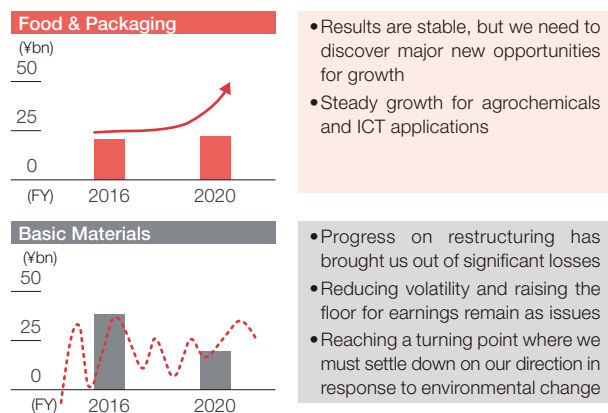 Food & Packaging
(¥bn)
50
25
0
(FY) 2016 2020
• Results are stable, but we need to
discover major new opportunities
for growth
• Steady growth for agrochemicals
and ICT applications
Basic Materials
(¥bn)
50
25
0
(FY) 2016 2020
• Progress on restructuring has
brought us out of significant losses
• Reducing volatility and raising the
floor for earnings remain as issues
• Reaching a turning point where we
must settle down on our direction in
response to environmental change